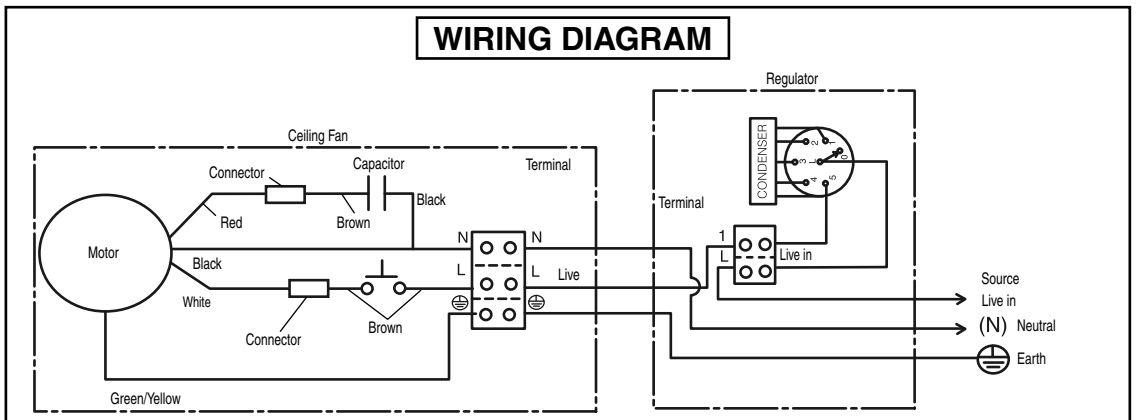 WIRING DIAGRAM
Regulator
Ceiling Fan
Connector
Capacitor
Terminal
Black
Red
Brown
Motor
Black
White
Connector
Brown
Green/Yellow
N
N
L
L
Live
CONDENSER
1
2
3
4
5
L
0
Terminal
1
L
Live in
Source
Live in
(N) Neutral
Earth